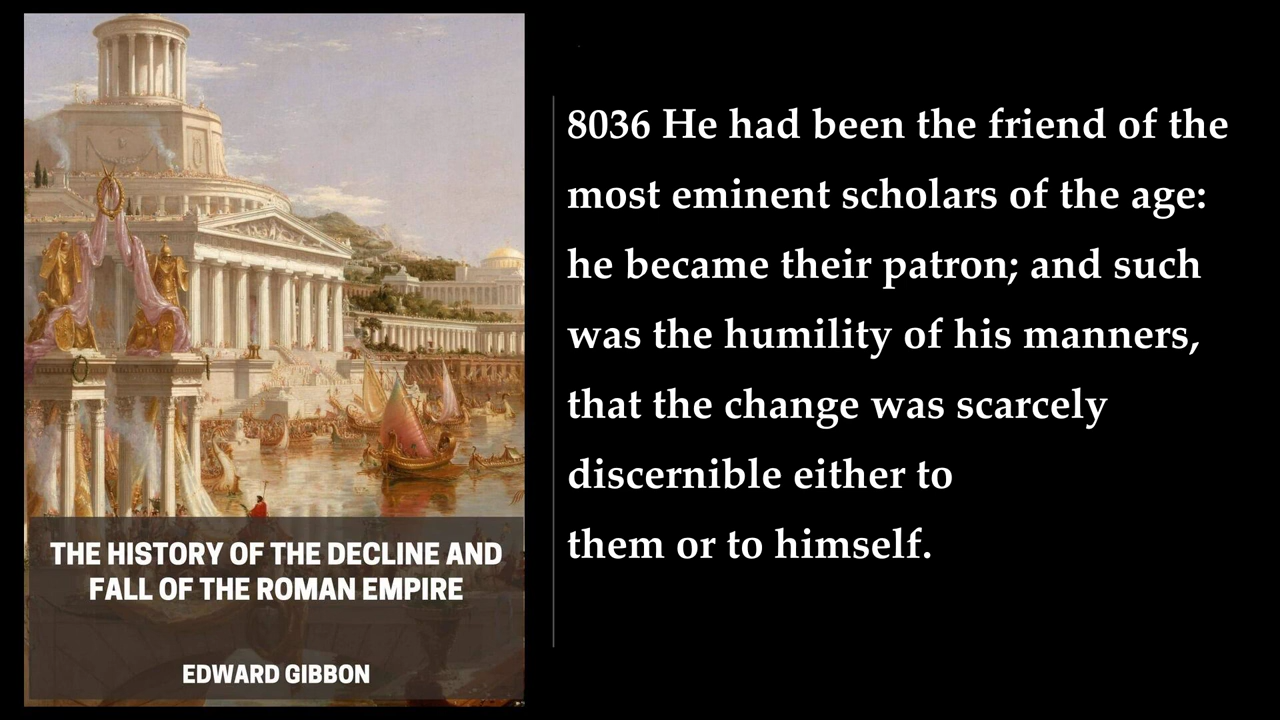 8036 He had been the friend of the
most eminent scholars of the age:
he became their patron; and such
was the humility of his manners,
that the change was scarcely
discernible either to
them or to himself.
THE HISTORY OF THE DECLINE AND
FALL OF THE ROMAN EMPIRE
EDWARD GIBBON